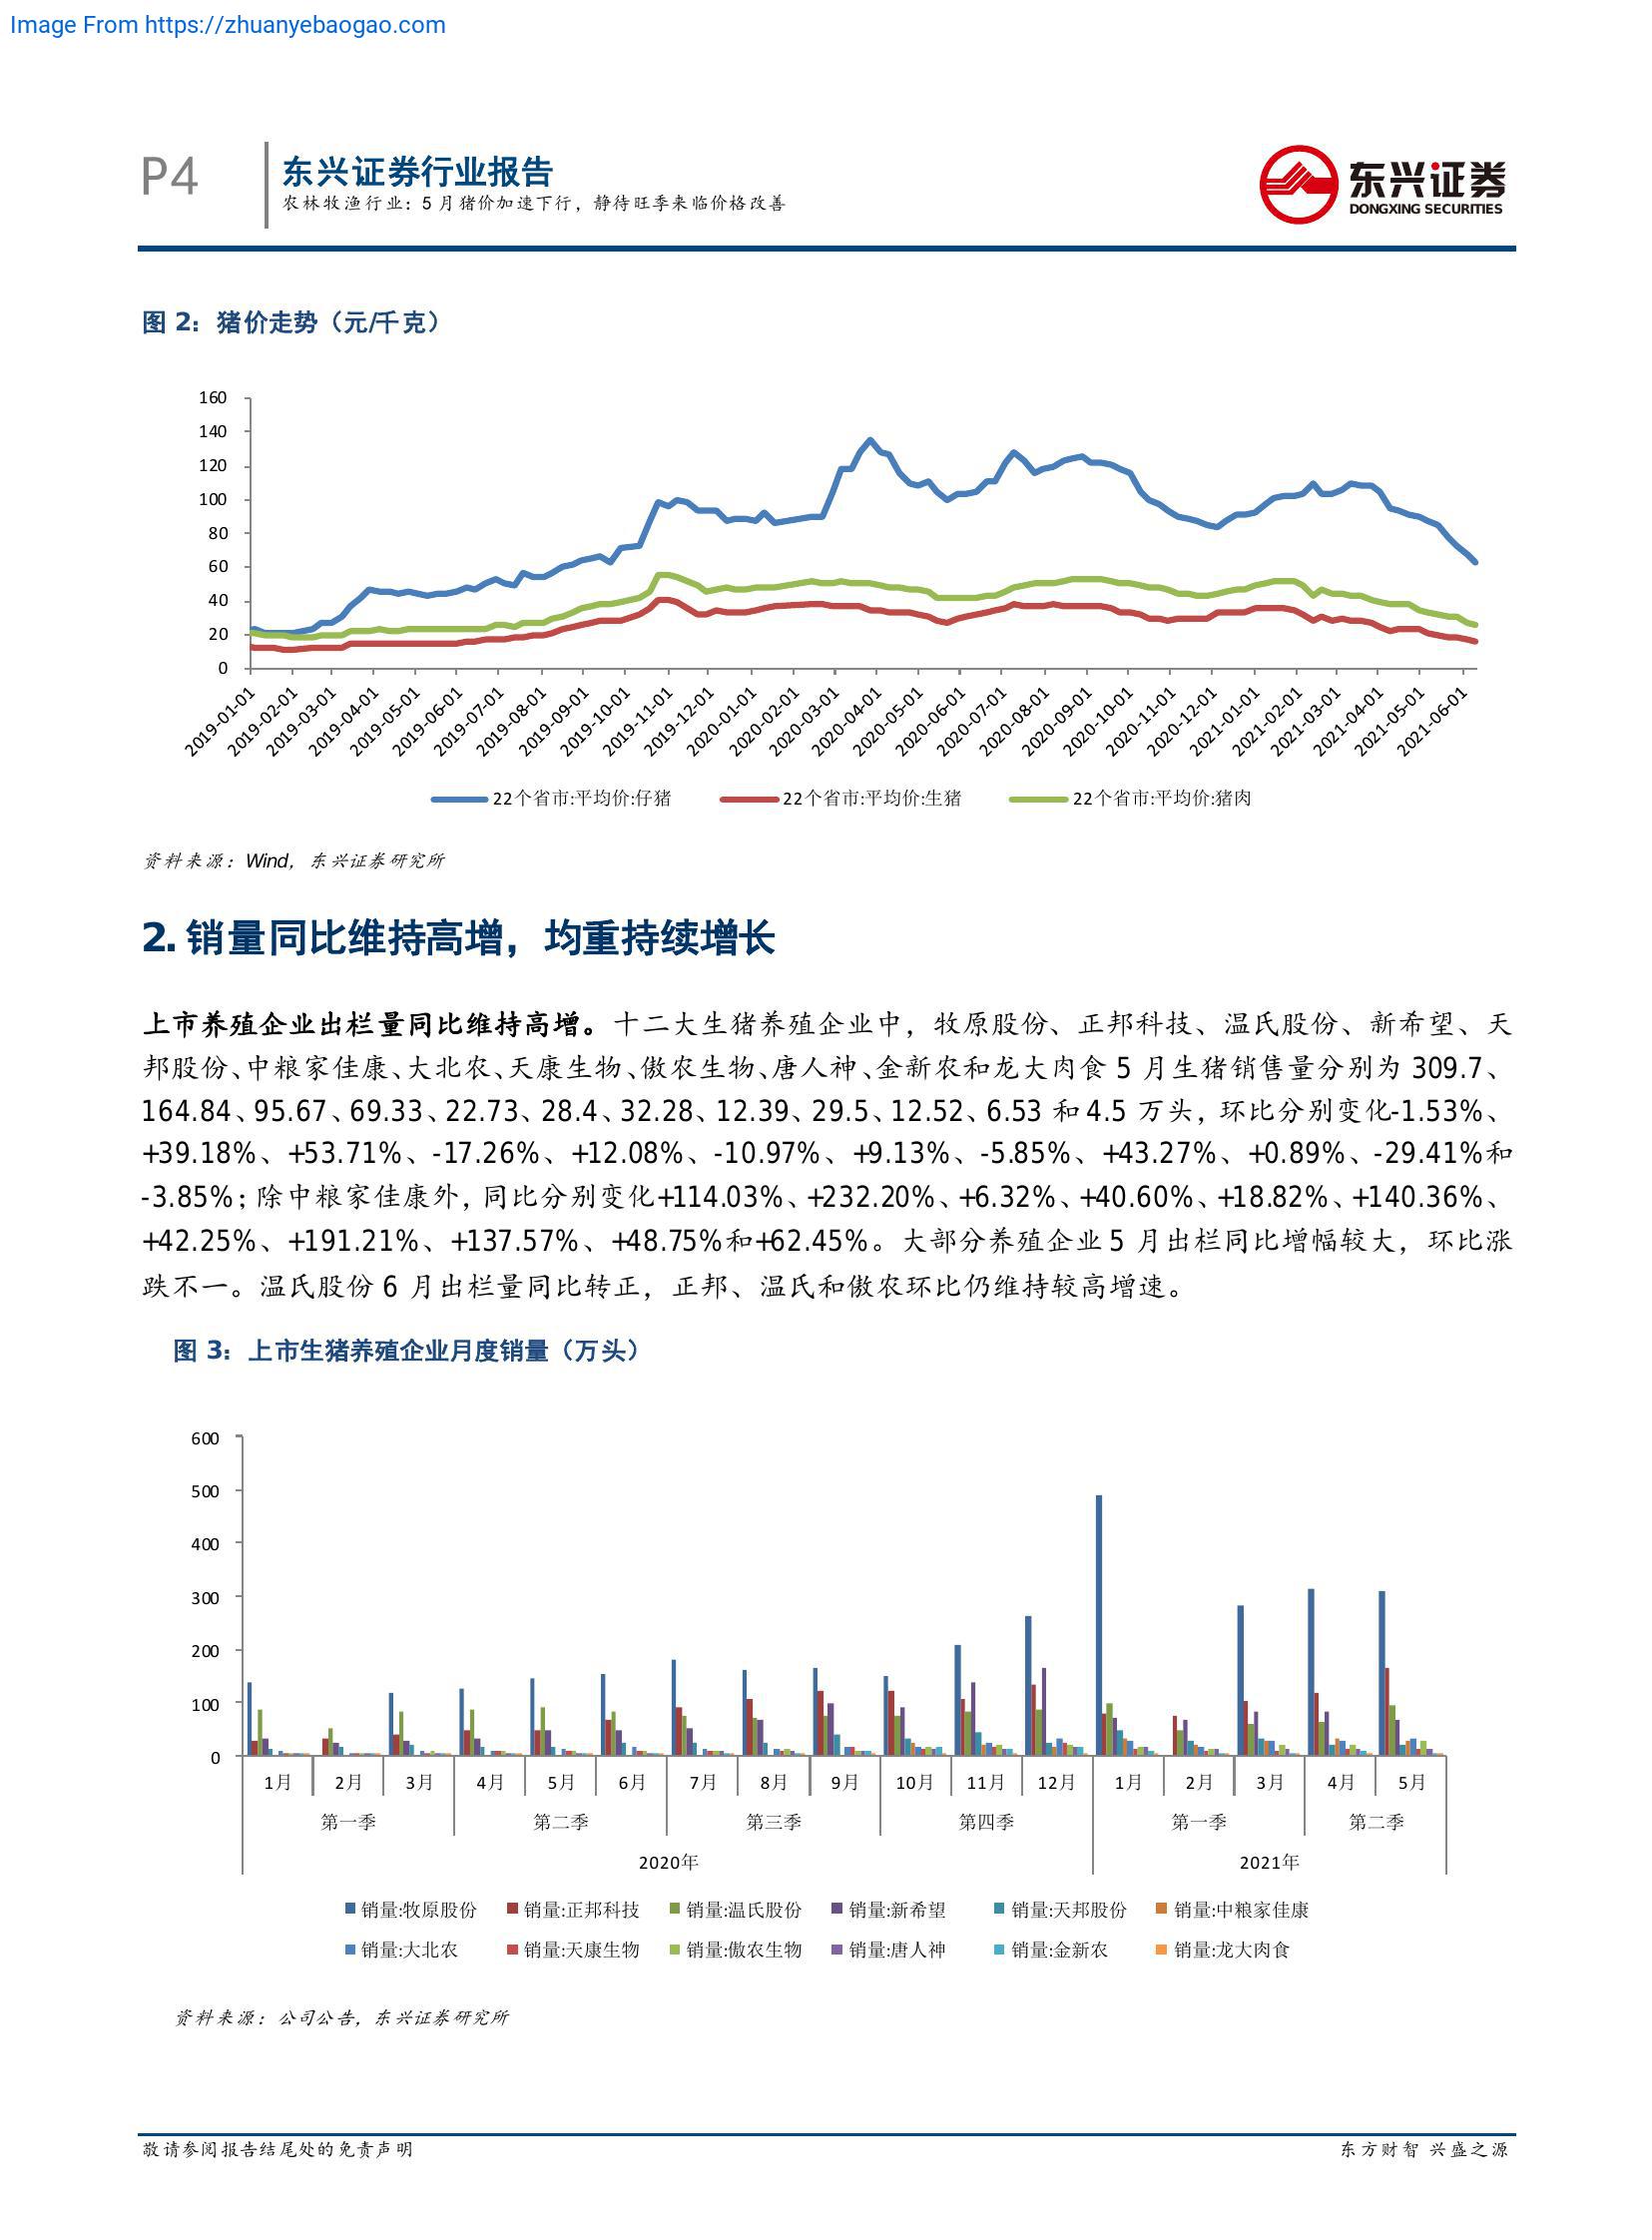 Image From https://zhuanyebaogao.com
P4
东兴证券行业报告
农林牧渔行业：5 月猪价加速下行，静待旺季来临价格改善
东兴证券
DONGXING SECURITIES
图 2：猪价走势（元/千克）
160
140
120
100
80
60
40
20
0
2019-01-01
2019-02-01
2019-03-01
2019-04-01
2019-05-01
2019-06-01
2019-07-01
2019-08-01
2019-09-01
2019-10-01
2019-11-01
2019-12-01
2020-01-01
2020-02-01
2020-03-01
2020-04-01
2020-05-01
2020-06-01
2020-07-01
2020-08-01
2020-09-01
2020-10-01
2020-11-01
2020-12-01
2021-01-01
2021-02-01
2021-03-01
2021-04-01
2021-05-01
2021-06-01
22个省市:平均价:仔猪 22个省市:平均价:生猪 22个省市:平均价:猪肉
资料来源：Wind，东兴证券研究所
2. 销量同比维持高增，均重持续增长
上市养殖企业出栏量同比维持高增。十二大生猪养殖企业中，牧原股份、正邦科技、温氏股份、新希望、天
邦股份、中粮家佳康、大北农、天康生物、傲农生物、唐人神、金新农和龙大肉食 5 月生猪销售量分别为 309.7、
164.84、95.67、69.33、22.73、28.4、32.28、12.39、29.5、12.52、6.53 和 4.5 万头，环比分别变化-1.53%、
+39.18%、+53.71%、-17.26%、+12.08%、-10.97%、+9.13%、-5.85%、+43.27%、+0.89%、-29.41%和
-3.85%；除中粮家佳康外，同比分别变化+114.03%、+232.20%、+6.32%、+40.60%、+18.82%、+140.36%、
+42.25%、+191.21%、+137.57%、+48.75%和+62.45%。大部分养殖企业 5 月出栏同比增幅较大，环比涨
跌不一。温氏股份 6 月出栏量同比转正，正邦、温氏和傲农环比仍维持较高增速。
图 3：上市生猪养殖企业月度销量（万头）
600
500
400
300
200
100
0
1月 2月 3月 4月 5月 6月 7月 8月 9月 10月 11月 12月 1月 2月 3月 4月 5月
第一季 第二季 第三季 第四季 第一季 第二季
2020年 2021年
销量:牧原股份 销量:正邦科技 销量:温氏股份 销量:新希望 销量:天邦股份 销量:中粮家佳康
销量:大北农 销量:天康生物 销量:傲农生物 销量:唐人神 销量:金新农 销量:龙大肉食
资料来源：公司公告，东兴证券研究所
敬请参阅报告结尾处的免责声明
东方财智 兴盛之源